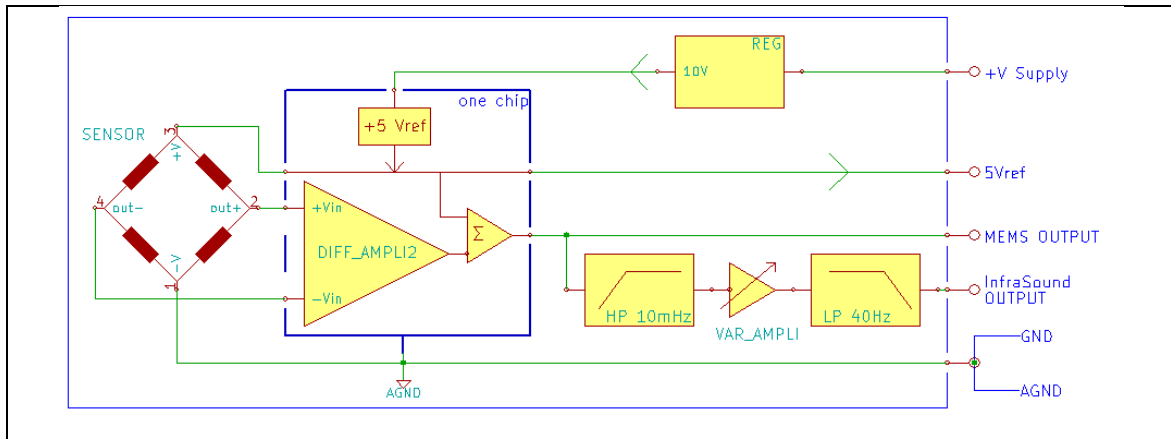 REG
10V
+V Supply
one chip
+5 Vref
SENSOR
3
+V
5Vref
4
out-
out+
2
+Vin
DIFF_AMPLI2
Σ
MEMS OUTPUT
-V
1
-Vin
HP 10mHz
VAR_AMPLI
LP 40Hz
InfraSound
OUTPUT
GND
AGND
AGND